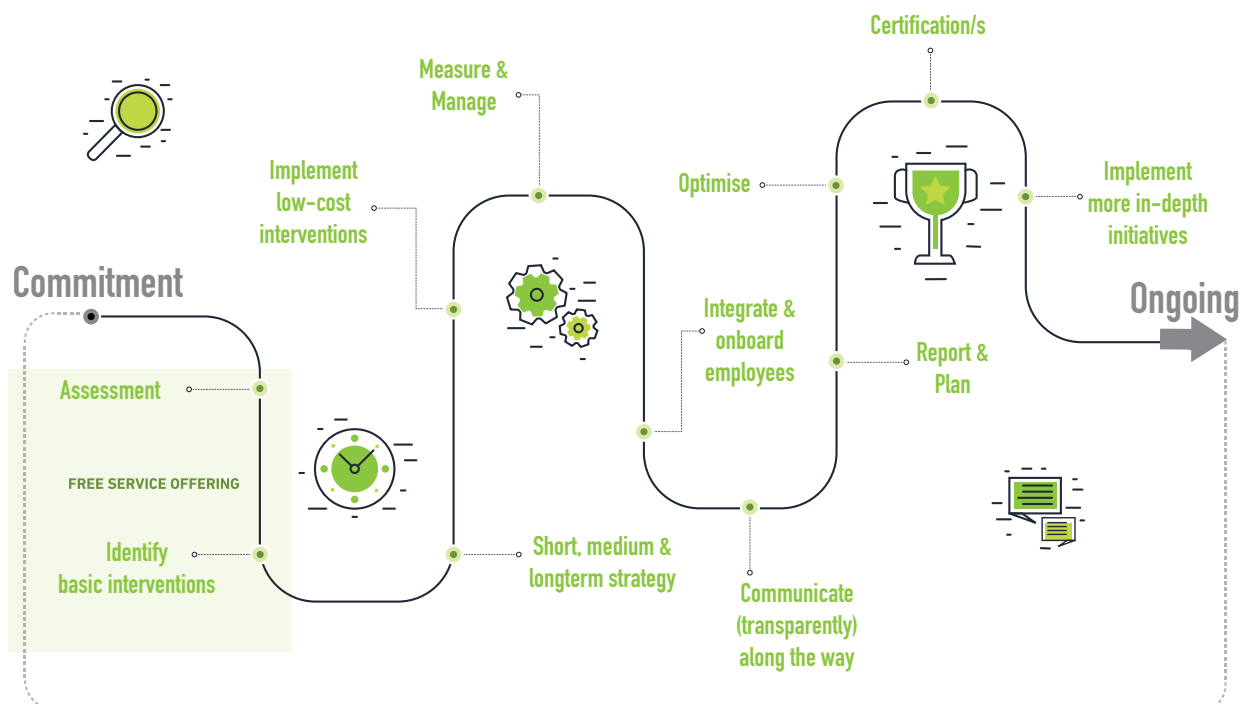 Commitment
Assessment
FREE SERVICE OFFERING
Identify
basic interventions
Short, medium &
longterm strategy
Implement
low-cost
interventions
Measure &
Manage
Integrate &
onboard
employees
Communicate
(transparently)
along the way
Report &
Plan
Optimise
Certification/s
Implement
more in-depth
initiatives
Ongoing